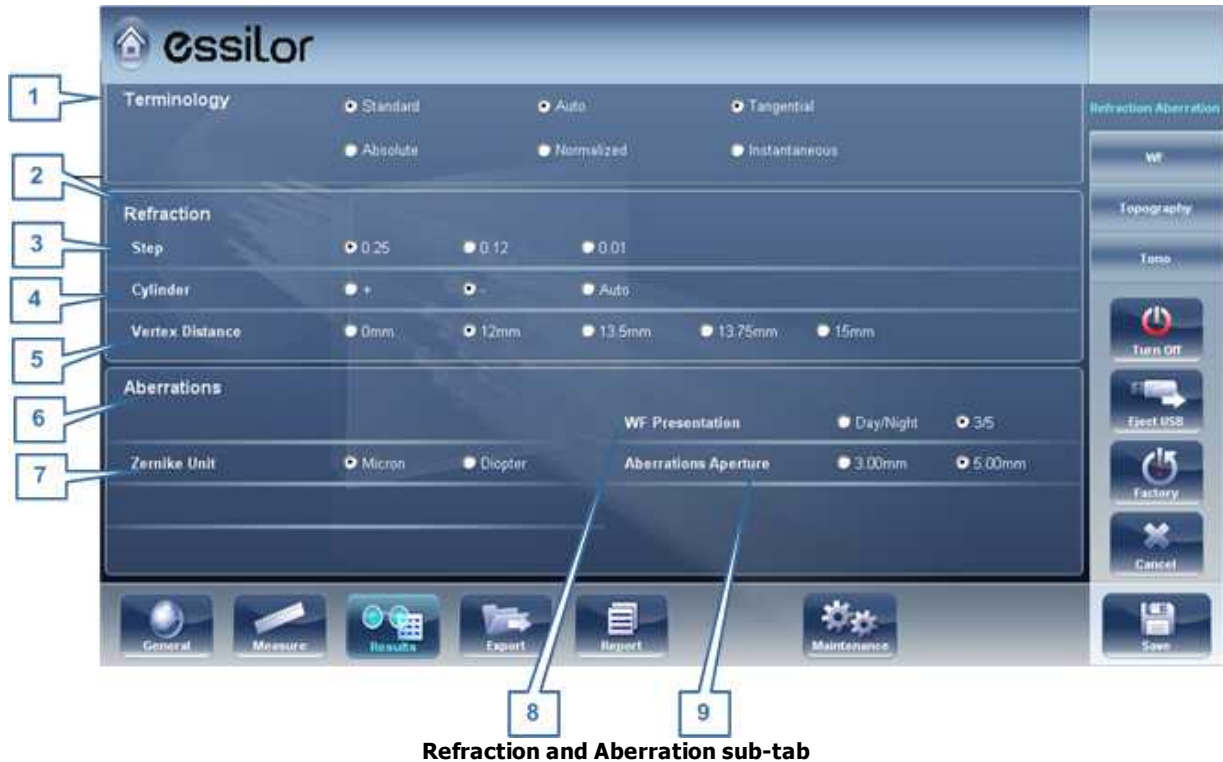 essilor
1
Terminology
Standard
Auto
Tangential
Refraction Aberration
Absolute
Normalized
Instantaneous
WF
2
Refraction
Topography
3
Step
0.25
0.12
0.01
Tomo
4
Cylinder
+
-
Auto
5
Vertex Distance
0mm
12mm
13.5mm
13.75mm
15mm
Turn Off
6
Aberrations
WF Presentation
Day/Night
3/5
Eject USB
7
Zernike Unit
Micron
Diopter
Aberrations Aperture
3.00mm
5.00mm
Factory
Cancel
General
Measure
Results
Export
Report
Maintenance
Save
8
9
Refraction and Aberration sub-tab